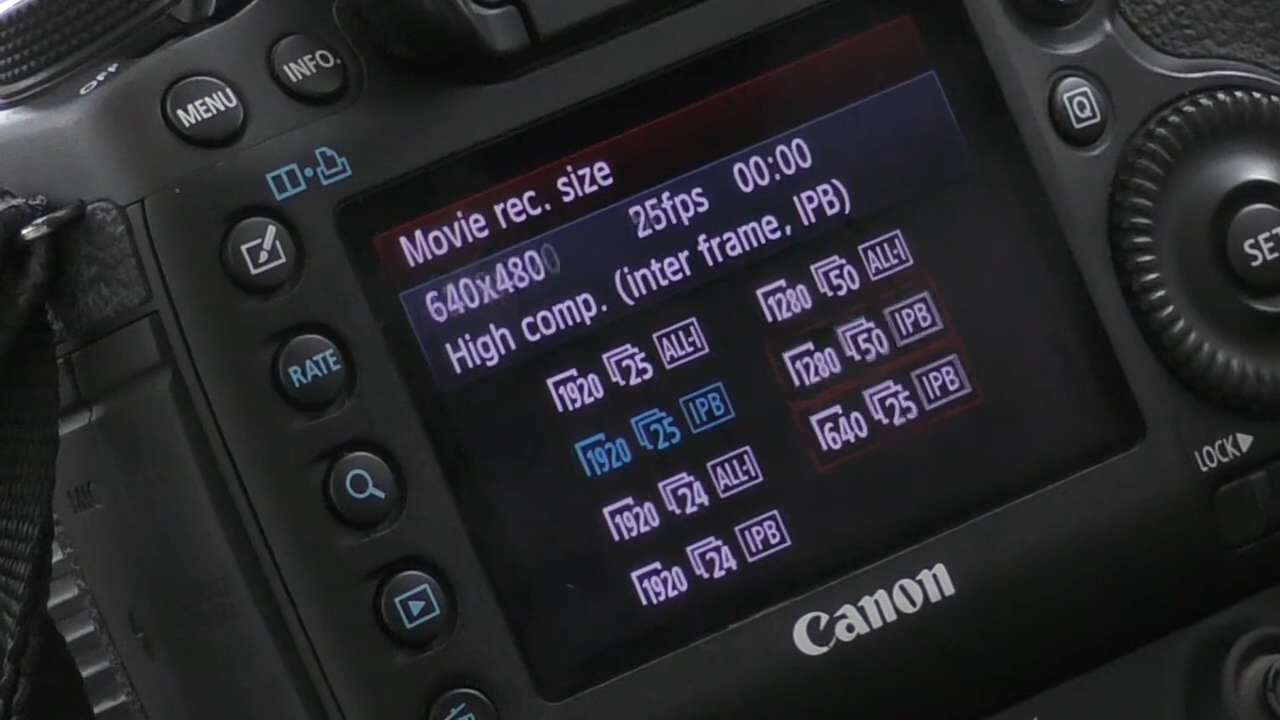 OFF
MENU
INFO.
Q
Movie rec. size
640x480 25fps 00:00
High comp. (inter frame, IPB)
1920 25 ALL-I
1280 50 ALL-I
RATE
1920 25 IPB
1280 50 IPB
1920 24 ALL-I
640 25 IPB
1920 24 IPB
SET
LOCK▶
Canon